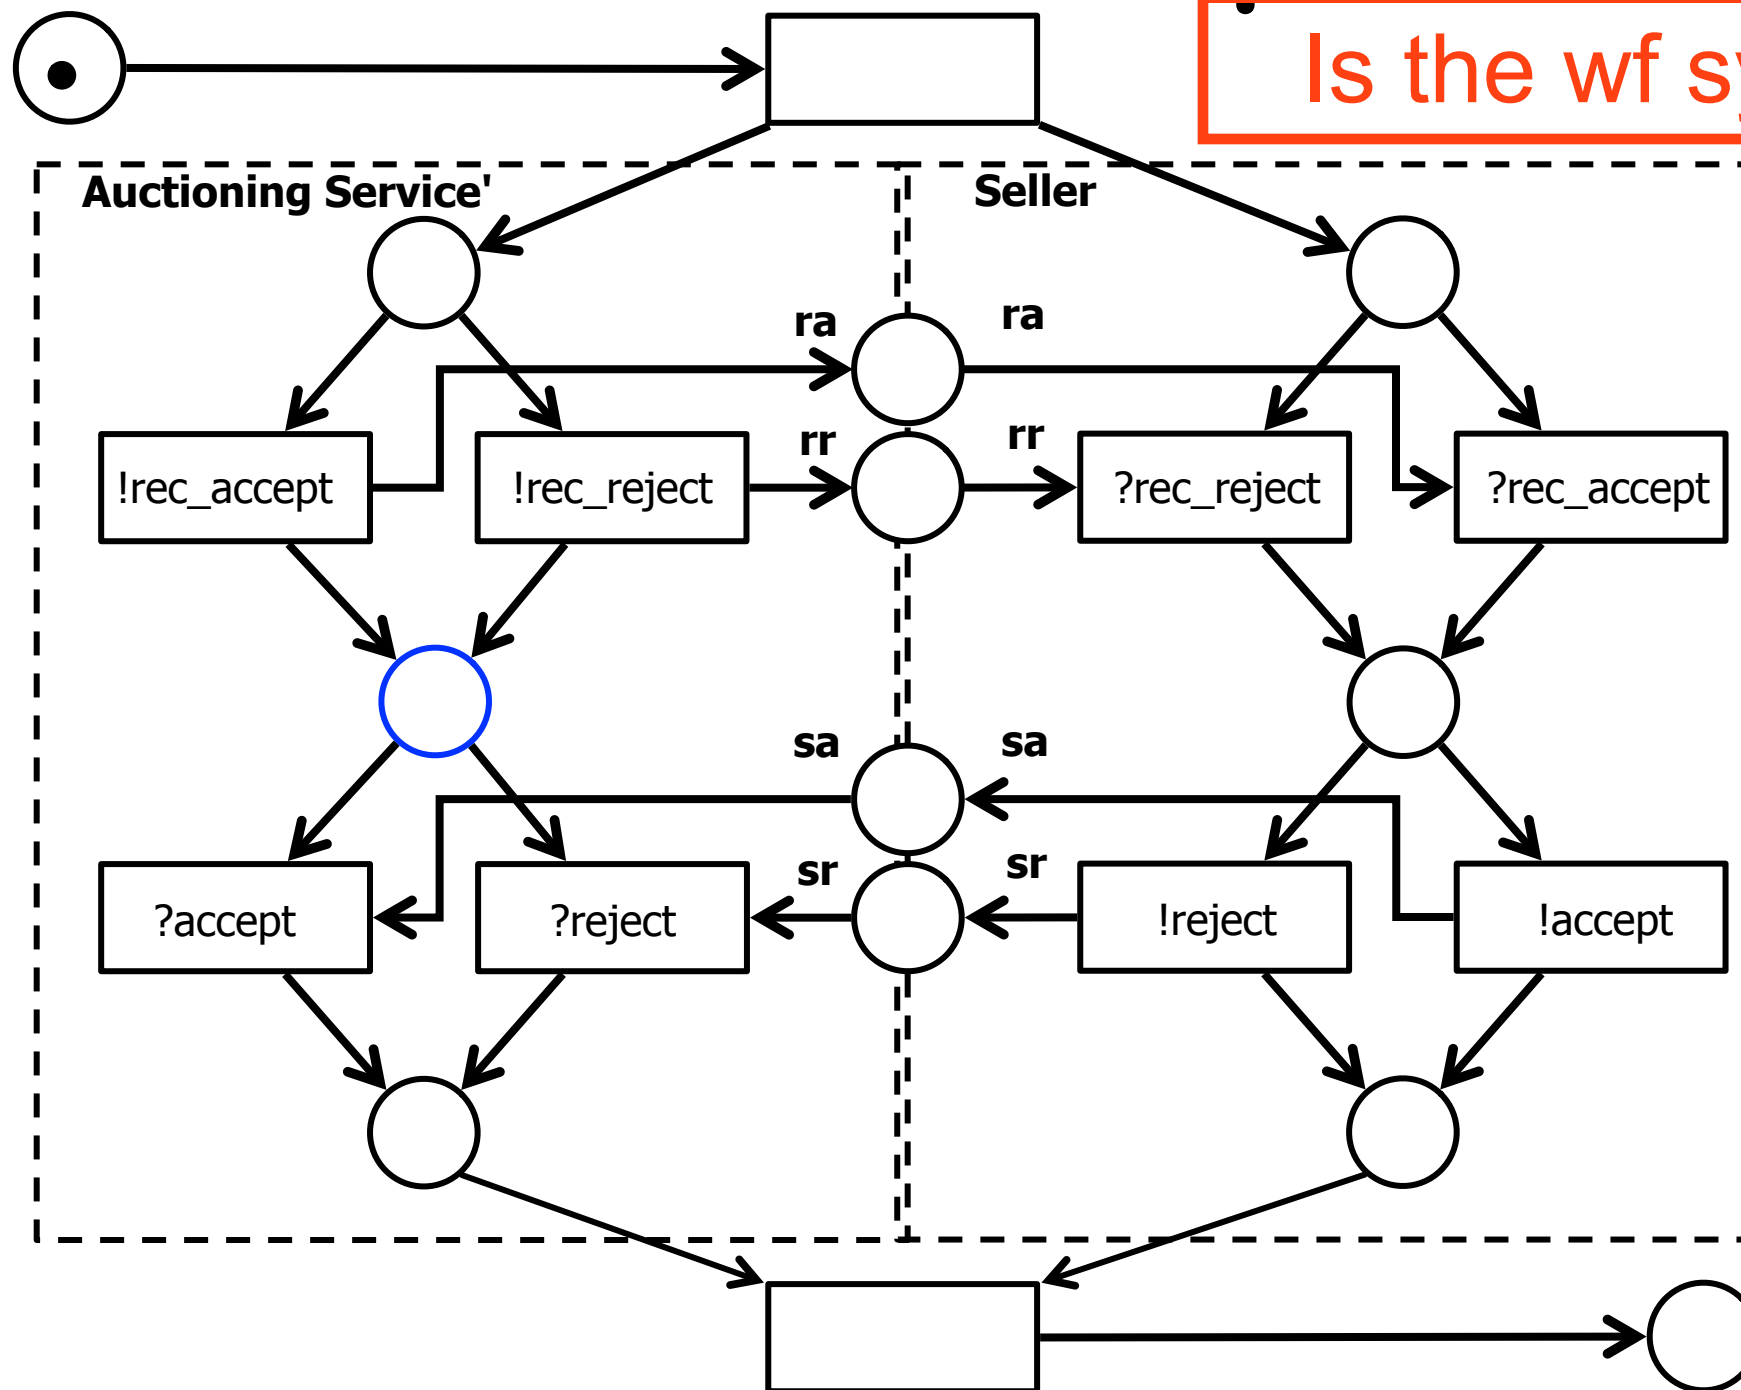 Is the wf
Auctioning Service'
Seller
ra
ra
rr
rr
!rec_accept
!rec_reject
?rec_reject
?rec_accept
sa
sa
sr
sr
?accept
?reject
!reject
!accept